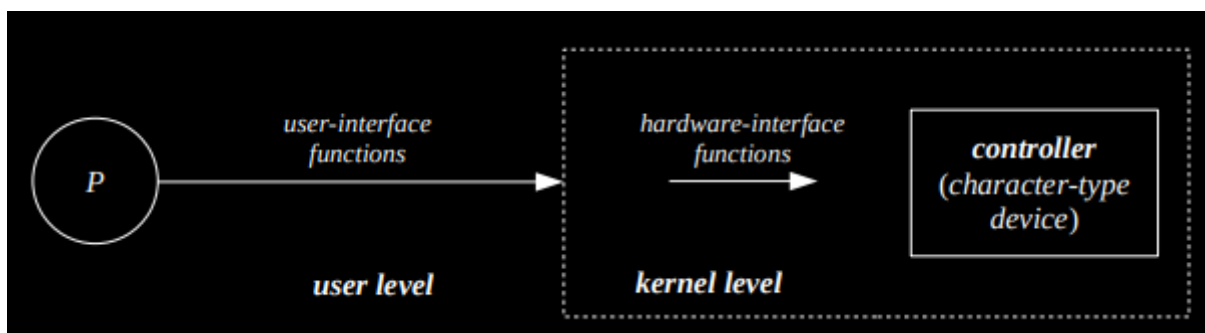 P
user-interface
functions
user level
hardware-interface
functions
kernel level
controller
(character-type
device)